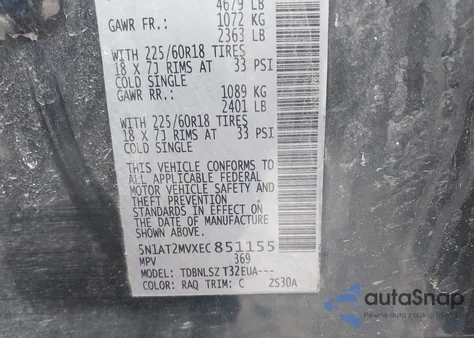 4679 LB
GAWR FR.: 1072 KG
2363 LB
WITH 225/60R18 TIRES
18 X 7J RIMS AT 33 PSI
COLD SINGLE
GAWR RR.: 1089 KG
2401 LB
WITH 225/60R18 TIRES
18 X 7J RIMS AT 33 PSI
COLD SINGLE
THIS VEHICLE CONFORMS TO
ALL APPLICABLE FEDERAL
MOTOR VEHICLE SAFETY AND
THEFT PREVENTION
STANDARDS IN EFFECT ON
THE DATE OF MANUFACTURE
SHOWN ABOVE.
5N1AT2MVXEC851155
MPV 369
MODEL: TDBNLSZ T32EUA---
COLOR: RAQ TRIM: C ZS30A
autaSnap